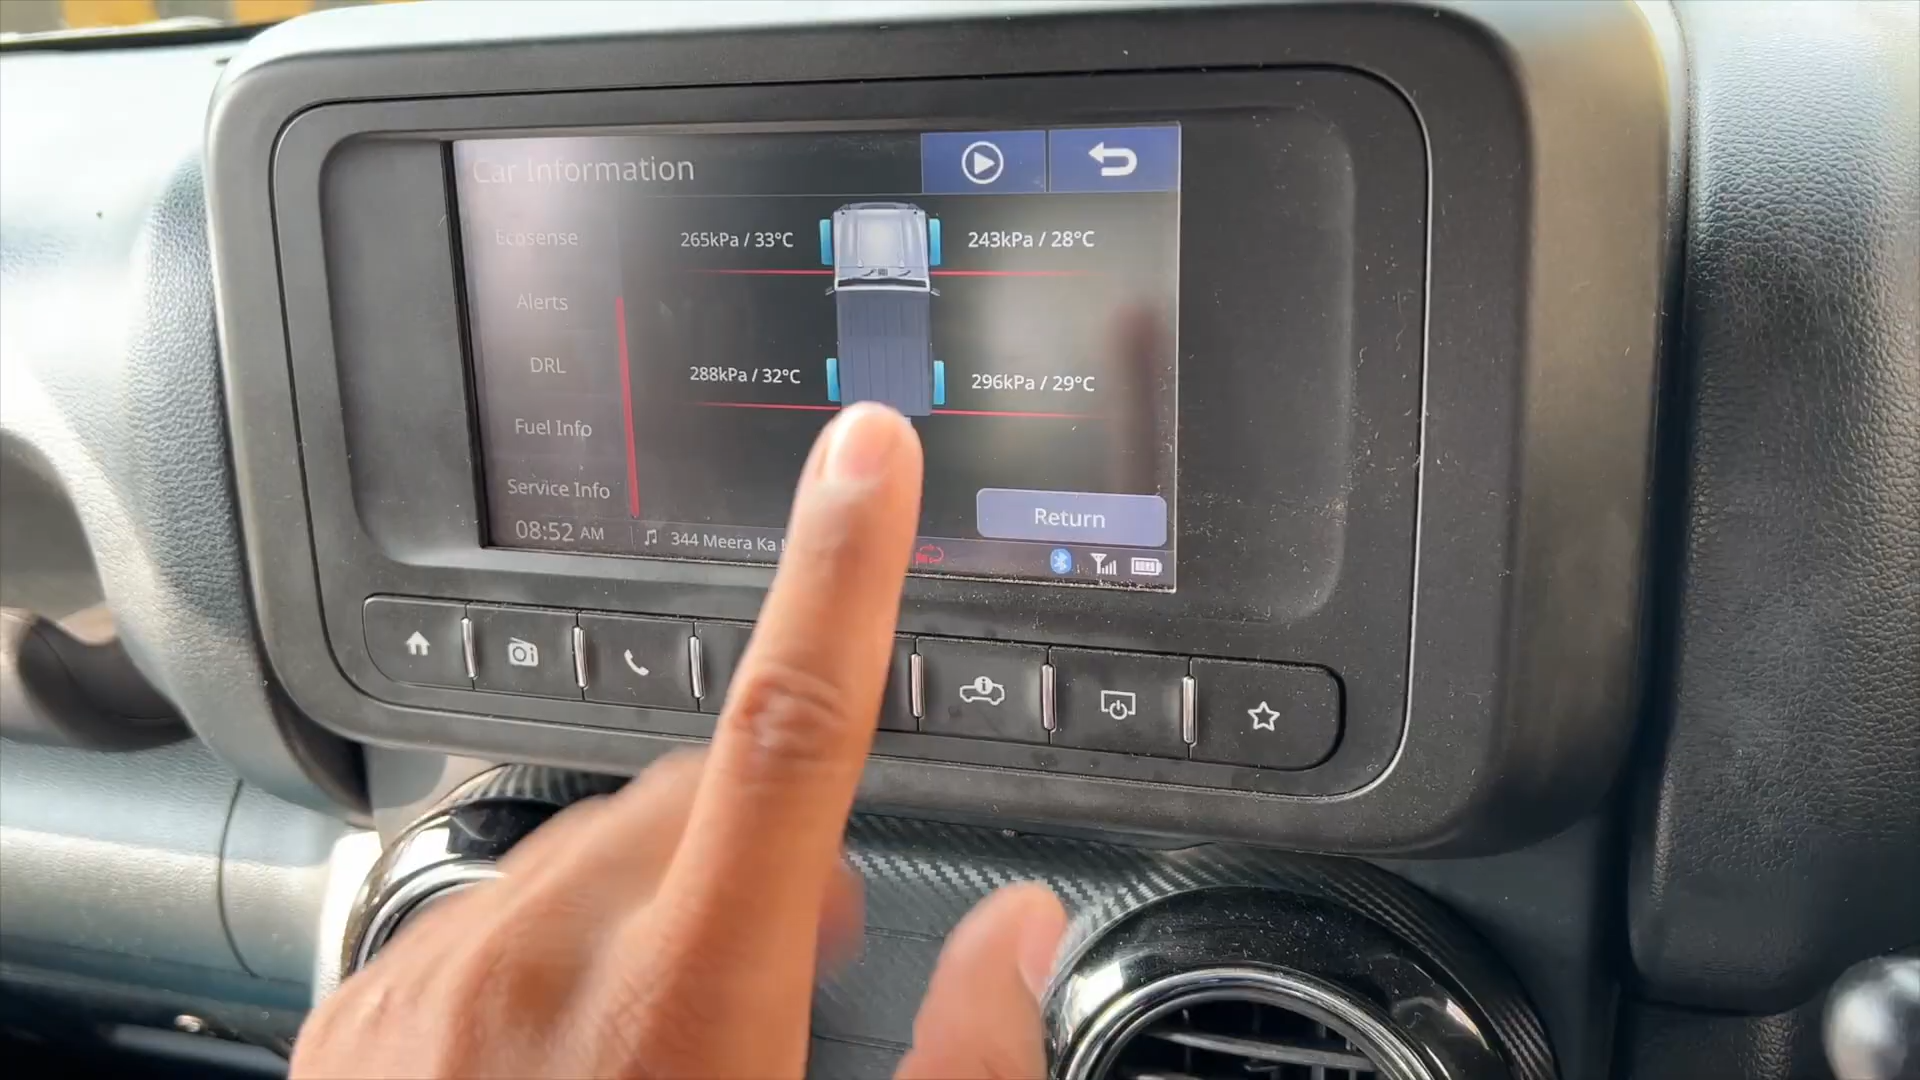 Car Information
Ecosense
265kPa / 33°C
243kPa / 28°C
Alerts
DRL
288kPa / 32°C
296kPa / 29°C
Fuel Info
Service Info
Return
08:52 AM
344 Meera Ka